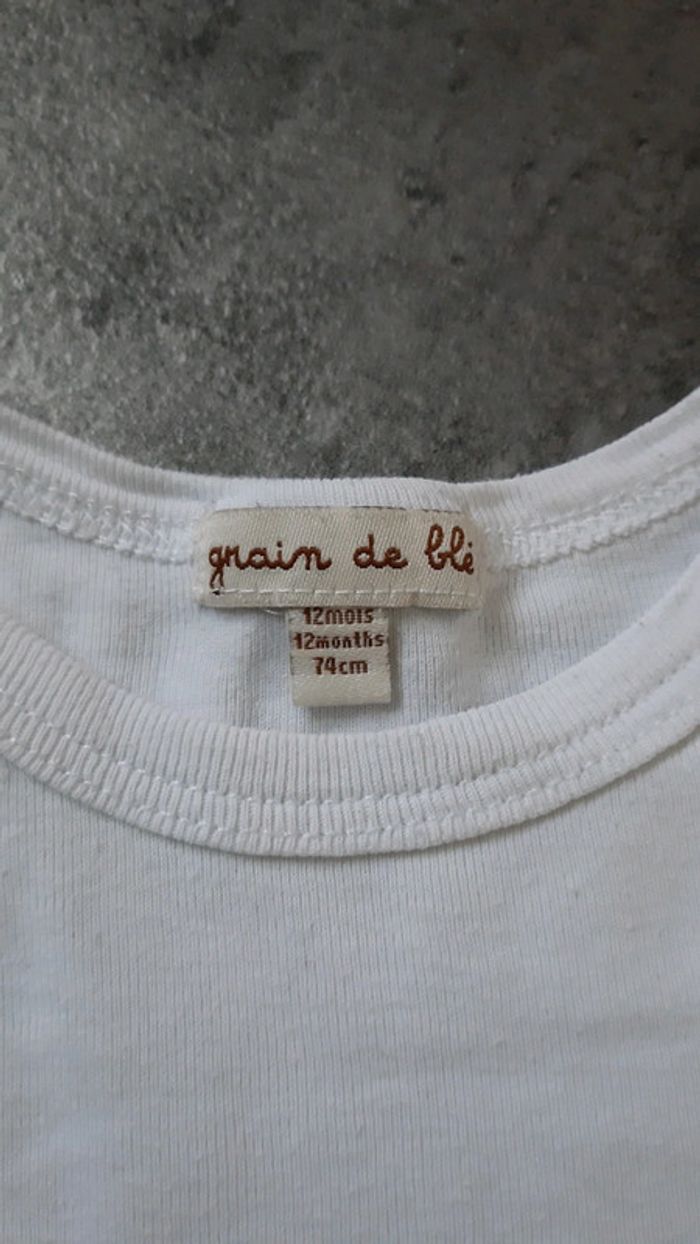 grain de blé
12mois
12months
74cm